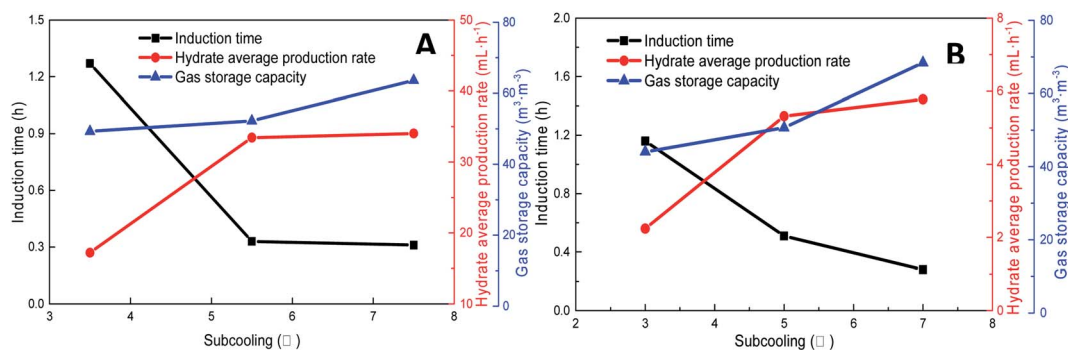 A
Induction time
Hydrate average production rate
Gas storage capacity
Induction time (h)
1.5
1.2
0.9
0.6
0.3
0.0
3 4 5 6 7 8
Subcooling (□)
50
40
30
20
10
Hydrate average production rate (mL·h⁻¹)
80
60
40
20
0
Gas storage capacity (m³·m⁻³)
B
Induction time
Hydrate average production rate
Gas storage capacity
Induction time (h)
2.0
1.6
1.2
0.8
0.4
0.0
2 3 4 5 6 7 8
Subcooling (□)
8
6
4
2
0
Hydrate average production rate (mL·h⁻¹)
80
60
40
20
0
Gas storage capacity (m³·m⁻³)